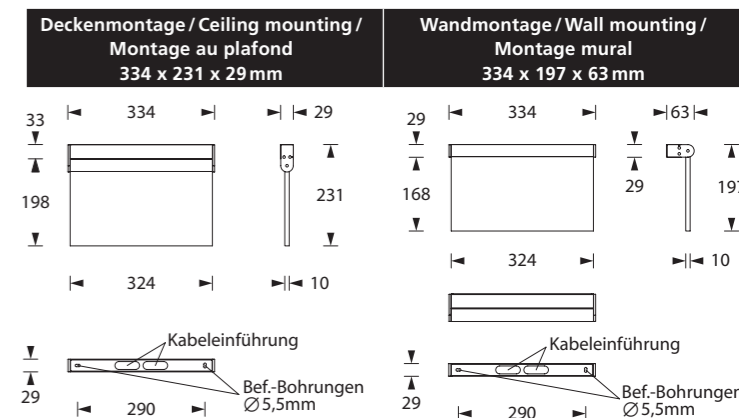 Deckenmontage / Ceiling mounting /
Montage au plafond
334 x 231 x 29 mm
Wandmontage / Wall mounting /
Montage mural
334 x 197 x 63 mm
33
334
29
198
231
324
10
Kabeleinführung
29
290
Bef.-Bohrungen
Ø 5,5mm
29
334
63
168
29
197
324
10
Kabeleinführung
29
290
Bef.-Bohrungen
Ø 5,5mm